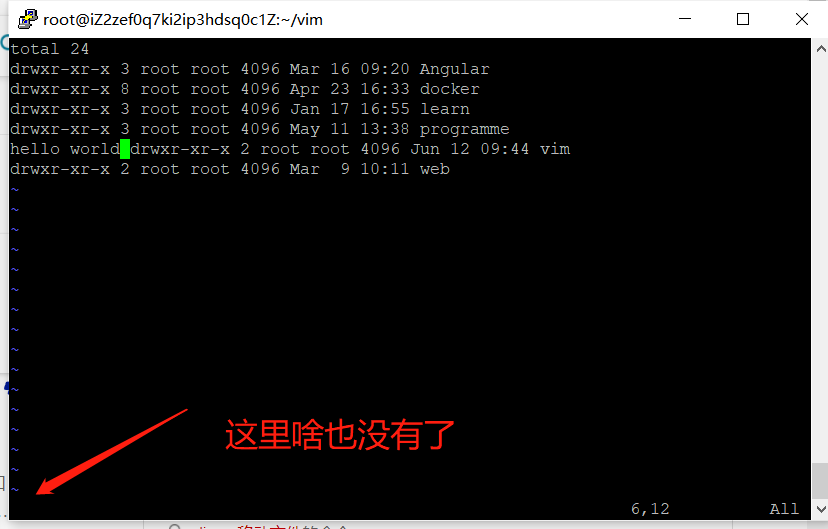 root@iZ2zef0q7ki2ip3hdsq0c1Z:~/vim
total 24
drwxr-xr-x 3 root root 4096 Mar 16 09:20 Angular
drwxr-xr-x 8 root root 4096 Apr 23 16:33 docker
drwxr-xr-x 3 root root 4096 Jan 17 16:55 learn
drwxr-xr-x 3 root root 4096 May 11 13:38 programme
hello world drwxr-xr-x 2 root root 4096 Jun 12 09:44 vim
drwxr-xr-x 2 root root 4096 Mar  9 10:11 web
~
~
~
~
~
~
~
~
~
~
~
~
这里啥也没有了
~
~
~
~
6,12 All